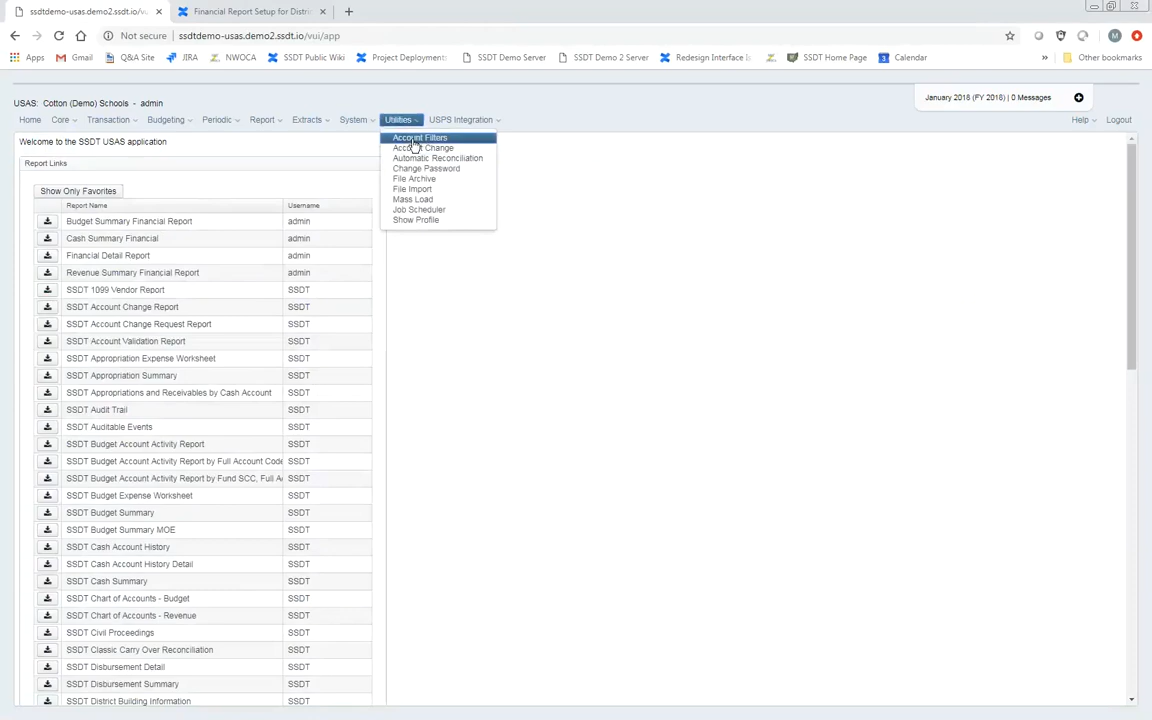 ssdtdemo-usas.demo2.ssdt.io/vu
Financial Report Setup for Distri
Not secure
ssdtdemo-usas.demo2.ssdt.io/vui/app
M
Apps
Gmail
Q&A Site
JIRA
NWOCA
SSDT Public Wiki
Project Deployment
SSDT Demo Server
SSDT Demo 2 Server
Redesign Interface Is
SSDT Home Page
Calendar
»
Other bookmarks
January 2018 (FY 2018) | 0 Messages
USAS: Cotton (Demo) Schools - admin
Home Core Transaction Budgeting Periodic Report Extracts System Utilities USPS Integration Help Logout
Account Filters
Account Change
Automatic Reconciliation
Change Password
File Archive
File Import
Mass Load
Job Scheduler
Show Profile
Welcome to the SSDT USAS application
Report Links
Show Only Favorites
Report Name Username
Budget Summary Financial Report admin
Cash Summary Financial admin
Financial Detail Report admin
Revenue Summary Financial Report admin
SSDT 1099 Vendor Report SSDT
SSDT Account Change Report SSDT
SSDT Account Change Request Report SSDT
SSDT Account Validation Report SSDT
SSDT Appropriation Expense Worksheet SSDT
SSDT Appropriation Summary SSDT
SSDT Appropriations and Receivables by Cash Account SSDT
SSDT Audit Trail SSDT
SSDT Auditable Events SSDT
SSDT Budget Account Activity Report SSDT
SSDT Budget Account Activity Report by Full Account Code SSDT
SSDT Budget Account Activity Report by Fund SCC, Full A SSDT
SSDT Budget Expense Worksheet SSDT
SSDT Budget Summary SSDT
SSDT Budget Summary MOE SSDT
SSDT Cash Account History SSDT
SSDT Cash Account History Detail SSDT
SSDT Cash Summary SSDT
SSDT Chart of Accounts - Budget SSDT
SSDT Chart of Accounts - Revenue SSDT
SSDT Civil Proceedings SSDT
SSDT Classic Carry Over Reconciliation SSDT
SSDT Disbursement Detail SSDT
SSDT Disbursement Summary SSDT
SSDT District Building Information SSDT